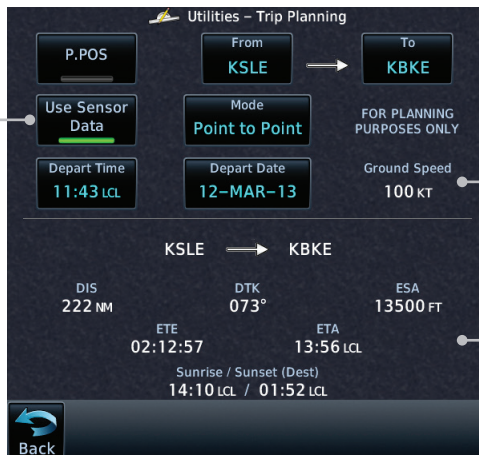 Utilities – Trip Planning
P.POS
From
KSLE
To
KBKE
Use Sensor
Data
Mode
Point to Point
FOR PLANNING
PURPOSES ONLY
Depart Time
11:43 LCL
Depart Date
12–MAR–13
Ground Speed
100 KT
KSLE
KBKE
DIS
222 NM
DTK
073°
ESA
13500 FT
ETE
02:12:57
ETA
13:56 LCL
Sunrise / Sunset (Dest)
14:10 LCL / 01:52 LCL
Back